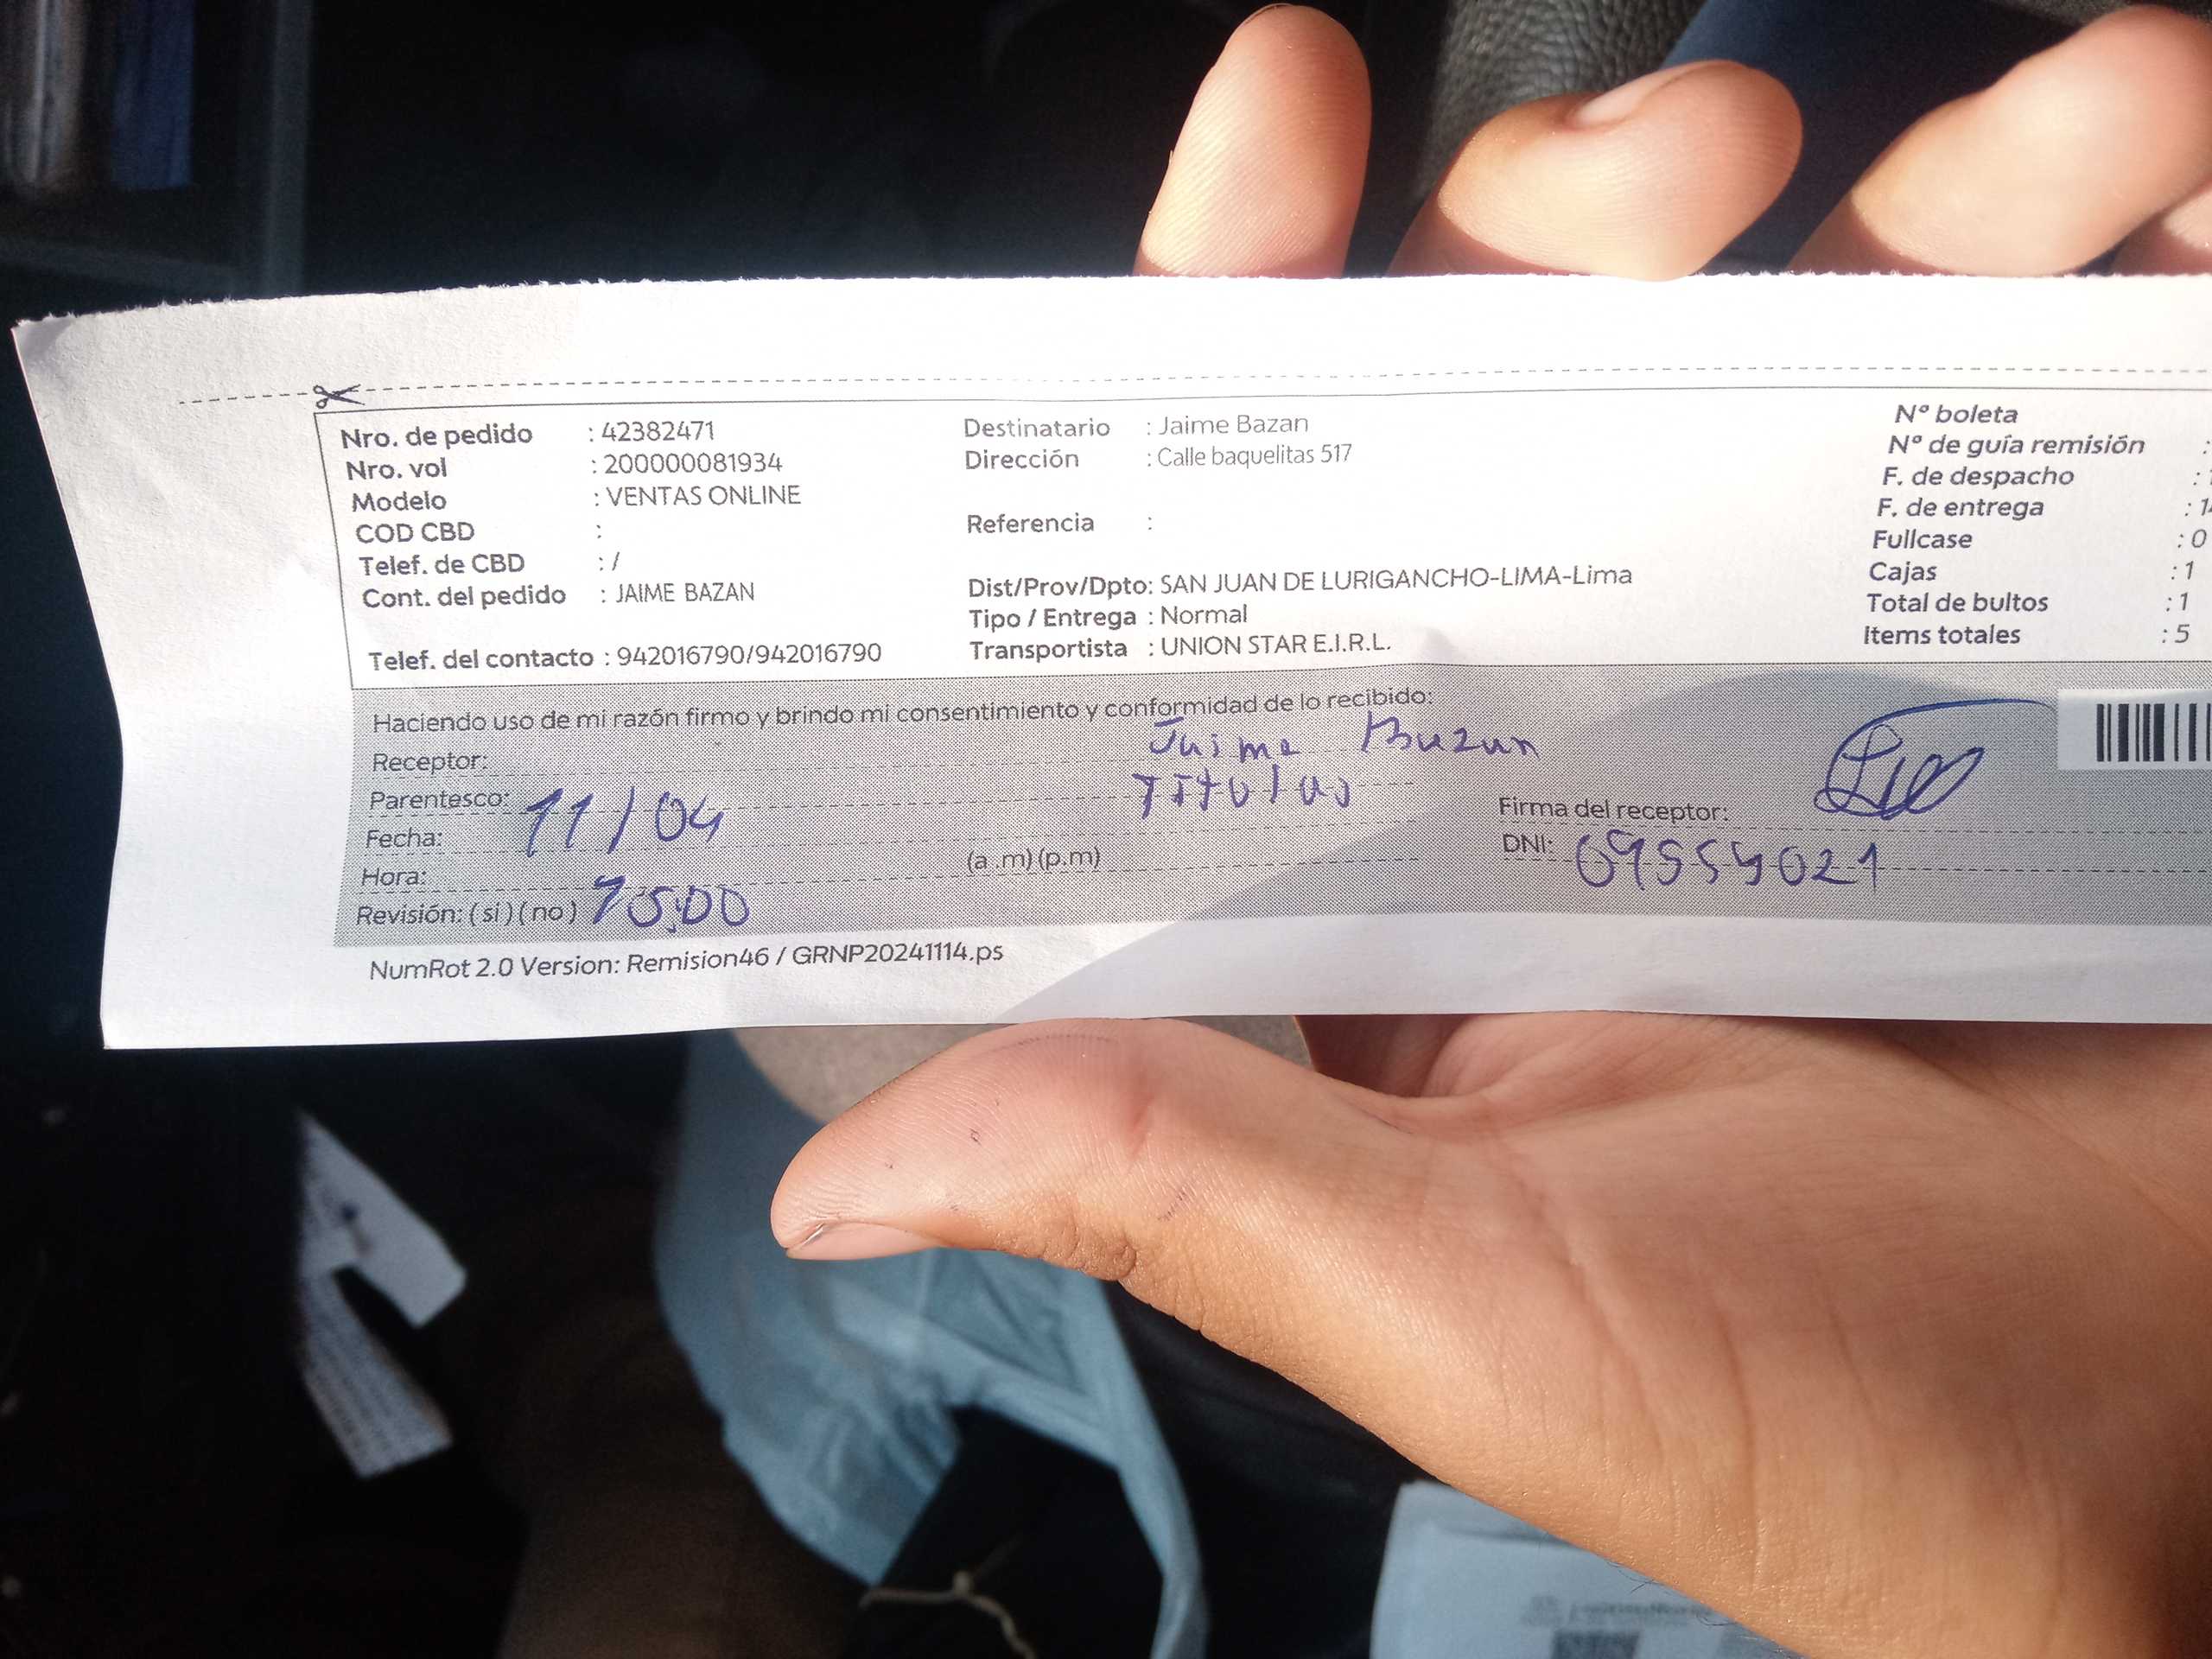 Nro. de pedido : 42382471
Nro. vol : 200000081934
Modelo : VENTAS ONLINE
COD CBD :
Telef. de CBD : /
Cont. del pedido : JAIME BAZAN
Telef. del contacto : 942016790/942016790
Destinatario : Jaime Bazan
Dirección : Calle baquelitas 517
Referencia :
Dist/Prov/Dpto: SAN JUAN DE LURIGANCHO-LIMA-Lima
Tipo / Entrega : Normal
Transportista : UNION STAR E.I.R.L.
Nº boleta
Nº de guía remisión :
F. de despacho :
F. de entrega :
Fullcase : 0
Cajas : 1
Total de bultos : 1
Items totales : 5
Haciendo uso de mi razón firmo y brindo mi consentimiento y conformidad de lo recibido:
Receptor: Jaime Bazan
Parentesco: Titular
Fecha: 11/04
Hora: (a .m) (p.m)
Revisión: ( si ) ( no ) 15:00
Firma del receptor:
DNI: 09554021
NumRot 2.0 Version: Remision46 / GRNP20241114.ps